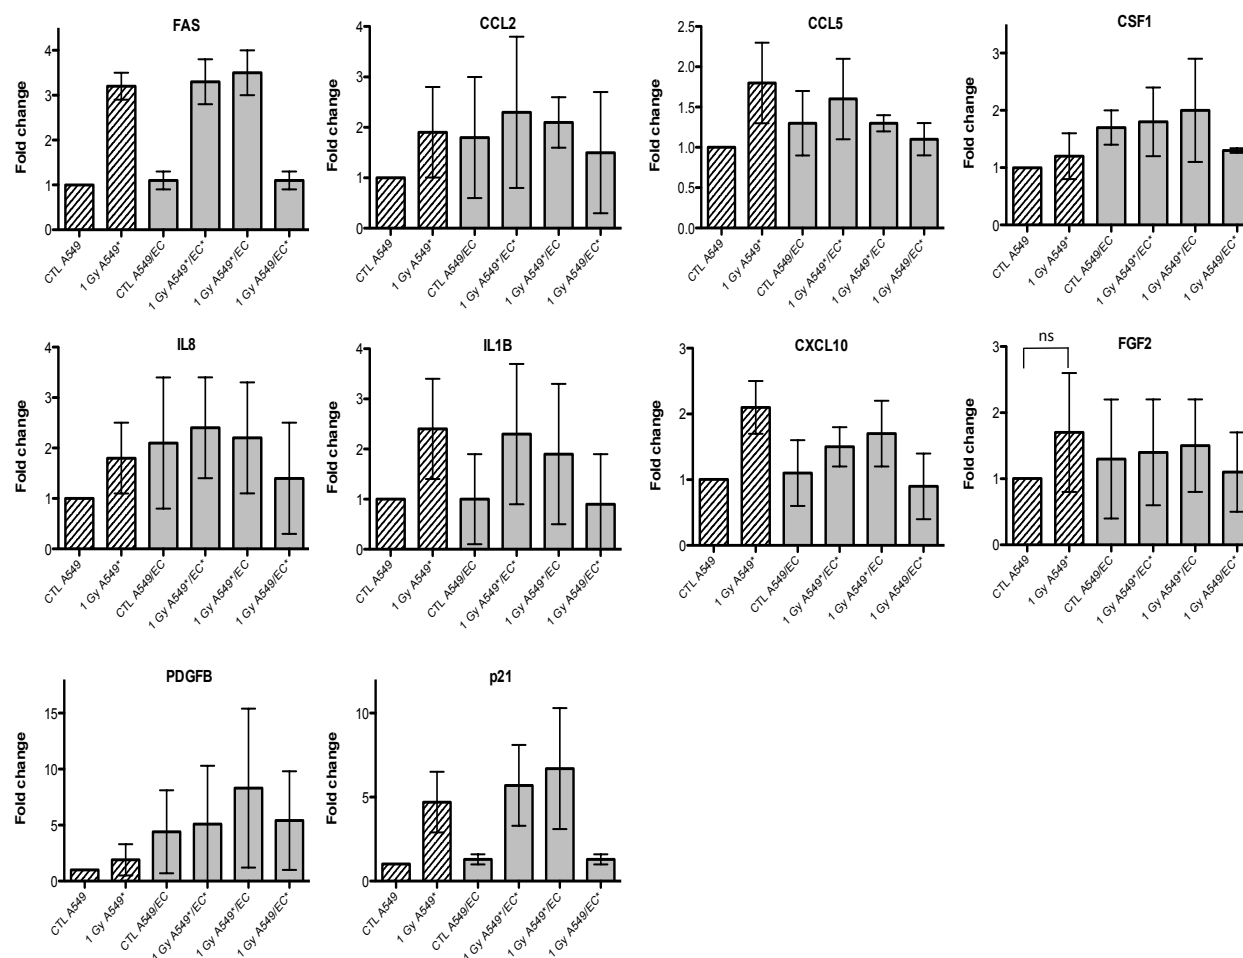 FAS
Fold change
4
3
2
1
0
CTL A549
1 Gy A549*
CTL A549/EC
1 Gy A549*/EC*
1 Gy A549*/EC
1 Gy A549/EC*
CCL2
Fold change
4
3
2
1
0
CTL A549
1 Gy A549*
CTL A549/EC
1 Gy A549*/EC*
1 Gy A549*/EC
1 Gy A549/EC*
CCL5
Fold change
2.5
2.0
1.5
1.0
0.5
0.0
CTL A549
1 Gy A549*
CTL A549/EC
1 Gy A549*/EC*
1 Gy A549*/EC
1 Gy A549/EC*
CSF1
Fold change
3
2
1
0
CTL A549
1 Gy A549*
CTL A549/EC
1 Gy A549*/EC*
1 Gy A549*/EC
1 Gy A549/EC*
IL8
Fold change
4
3
2
1
0
CTL A549
1 Gy A549*
CTL A549/EC
1 Gy A549*/EC*
1 Gy A549*/EC
1 Gy A549/EC*
IL1B
Fold change
4
3
2
1
0
CTL A549
1 Gy A549*
CTL A549/EC
1 Gy A549*/EC*
1 Gy A549*/EC
1 Gy A549/EC*
CXCL10
Fold change
3
2
1
0
CTL A549
1 Gy A549*
CTL A549/EC
1 Gy A549*/EC*
1 Gy A549*/EC
1 Gy A549/EC*
FGF2
ns
Fold change
3
2
1
0
CTL A549
1 Gy A549*
CTL A549/EC
1 Gy A549*/EC*
1 Gy A549*/EC
1 Gy A549/EC*
PDGFB
Fold change
15
10
5
0
CTL A549
1 Gy A549*
CTL A549/EC
1 Gy A549*/EC*
1 Gy A549*/EC
1 Gy A549/EC*
p21
Fold change
10
5
0
CTL A549
1 Gy A549*
CTL A549/EC
1 Gy A549*/EC*
1 Gy A549*/EC
1 Gy A549/EC*